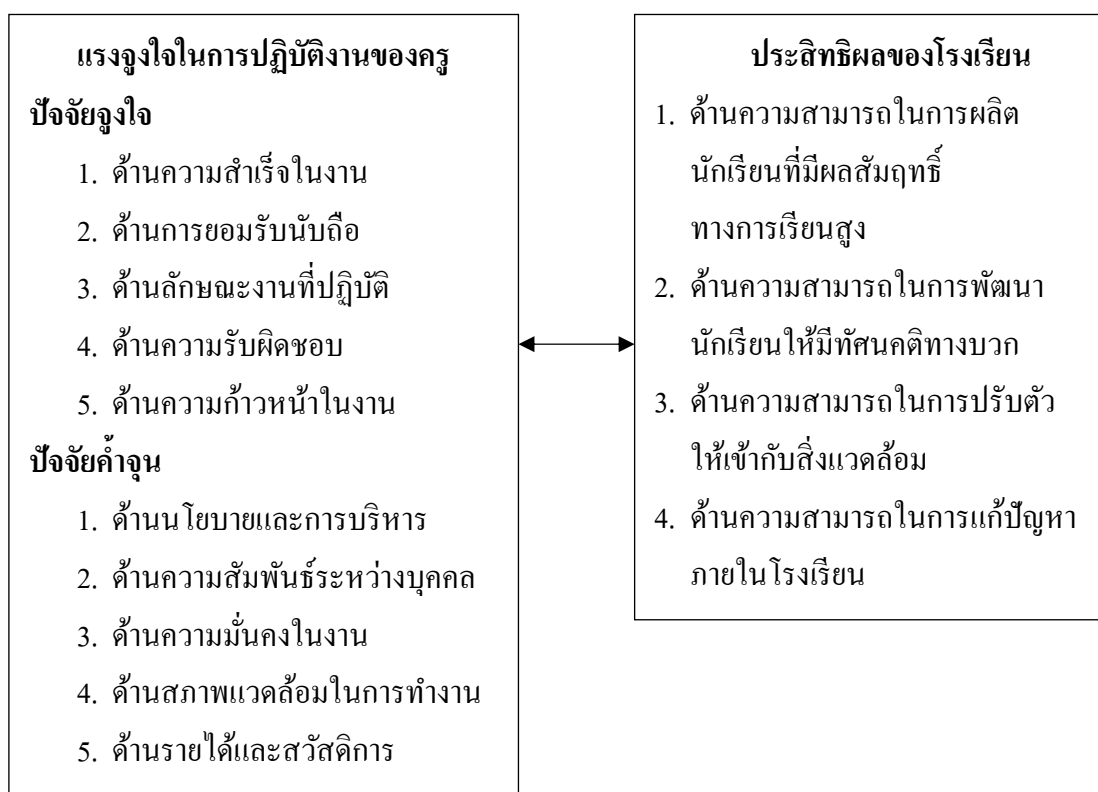 แรงจูงใจในการปฏิบัติงานของครู
ปัจจัยจูงใจ
1. ด้านความสำเร็จในงาน
2. ด้านการยอมรับนับถือ
3. ด้านลักษณะงานที่ปฏิบัติ
4. ด้านความรับผิดชอบ
5. ด้านความก้าวหน้าในงาน
ปัจจัยค้ำจุน
1. ด้านนโยบายและการบริหาร
2. ด้านความสัมพันธ์ระหว่างบุคคล
3. ด้านความมั่นคงในงาน
4. ด้านสภาพแวดล้อมในการทำงาน
5. ด้านรายได้และสวัสดิการ
ประสิทธิผลของโรงเรียน
1. ด้านความสามารถในการผลิต
นักเรียนที่มีผลสัมฤทธิ์
ทางการเรียนสูง
2. ด้านความสามารถในการพัฒนา
นักเรียนให้มีทัศนคติทางบวก
3. ด้านความสามารถในการปรับตัว
ให้เข้ากับสิ่งแวดล้อม
4. ด้านความสามารถในการแก้ปัญหา
ภายในโรงเรียน